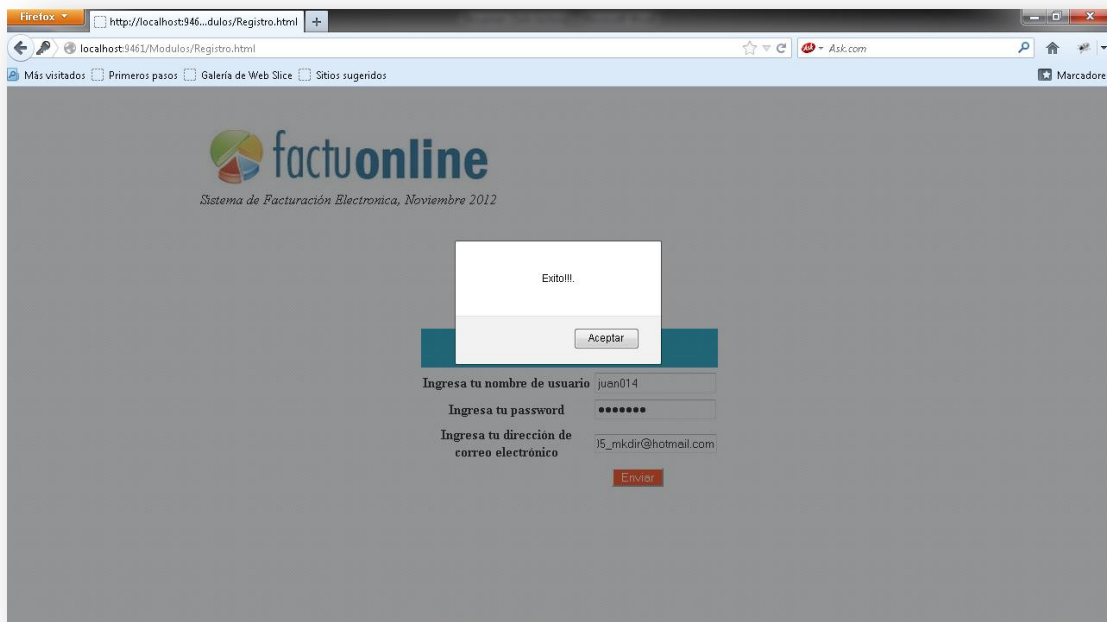 Firefox
http://localhost:946...dulos/Registro.html
localhost:9461/Modulos/Registro.html
Ask.com
Más visitados Primeros pasos Galería de Web Slice Sitios sugeridos
Marcadore
factuonline
Sistema de Facturación Electronica, Noviembre 2012
Exito!!!.
Aceptar
Ingresa tu nombre de usuario juan014
Ingresa tu password •••••••
Ingresa tu dirección de
correo electrónico
5_mkdir@hotmail.com
Enviar